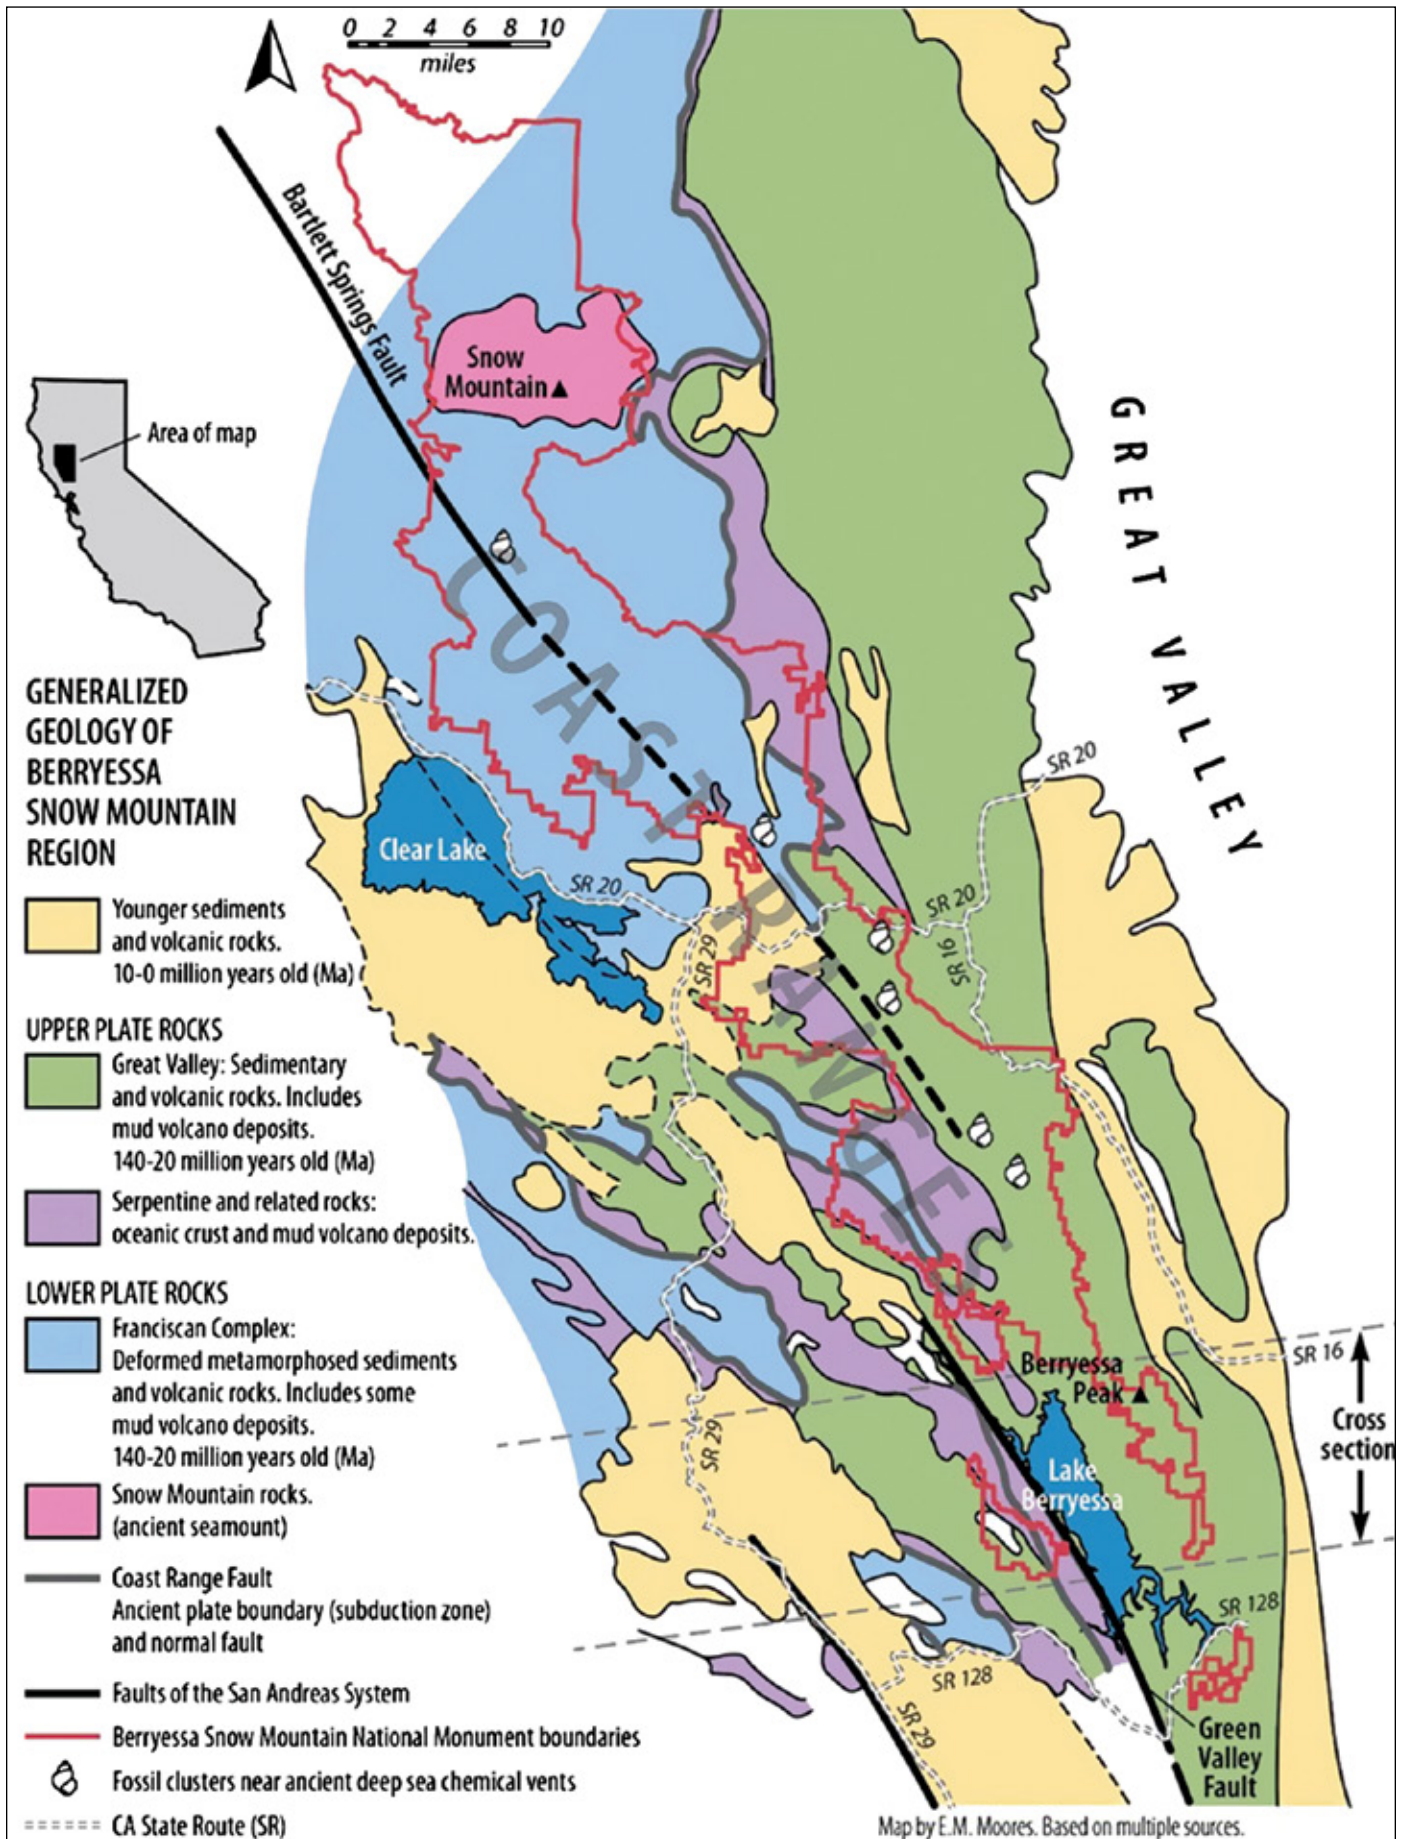 0 2 4 6 8 10
miles
Bartlett Springs Fault
Snow
Mountain
Area of map
GREAT VALLEY
COAST RANGES
GENERALIZED
GEOLOGY OF
BERRYESSA
SNOW MOUNTAIN
REGION
SR 20
Clear Lake
SR 20
SR 20
SR 16
SR 29
Younger sediments
and volcanic rocks.
10-0 million years old (Ma)
UPPER PLATE ROCKS
Great Valley: Sedimentary
and volcanic rocks. Includes
mud volcano deposits.
140-20 million years old (Ma)
Serpentine and related rocks:
oceanic crust and mud volcano deposits.
LOWER PLATE ROCKS
Franciscan Complex:
Deformed metamorphosed sediments
and volcanic rocks. Includes some
mud volcano deposits.
140-20 million years old (Ma)
Snow Mountain rocks.
(ancient seamount)
Coast Range Fault
Ancient plate boundary (subduction zone)
and normal fault
Faults of the San Andreas System
Berryessa Snow Mountain National Monument boundaries
Fossil clusters near ancient deep sea chemical vents
CA State Route (SR)
SR 16
Berryessa
Peak
Cross
section
SR 29
Lake
Berryessa
SR 128
SR 128
SR 29
Green
Valley
Fault
Map by E.M. Moores. Based on multiple sources.